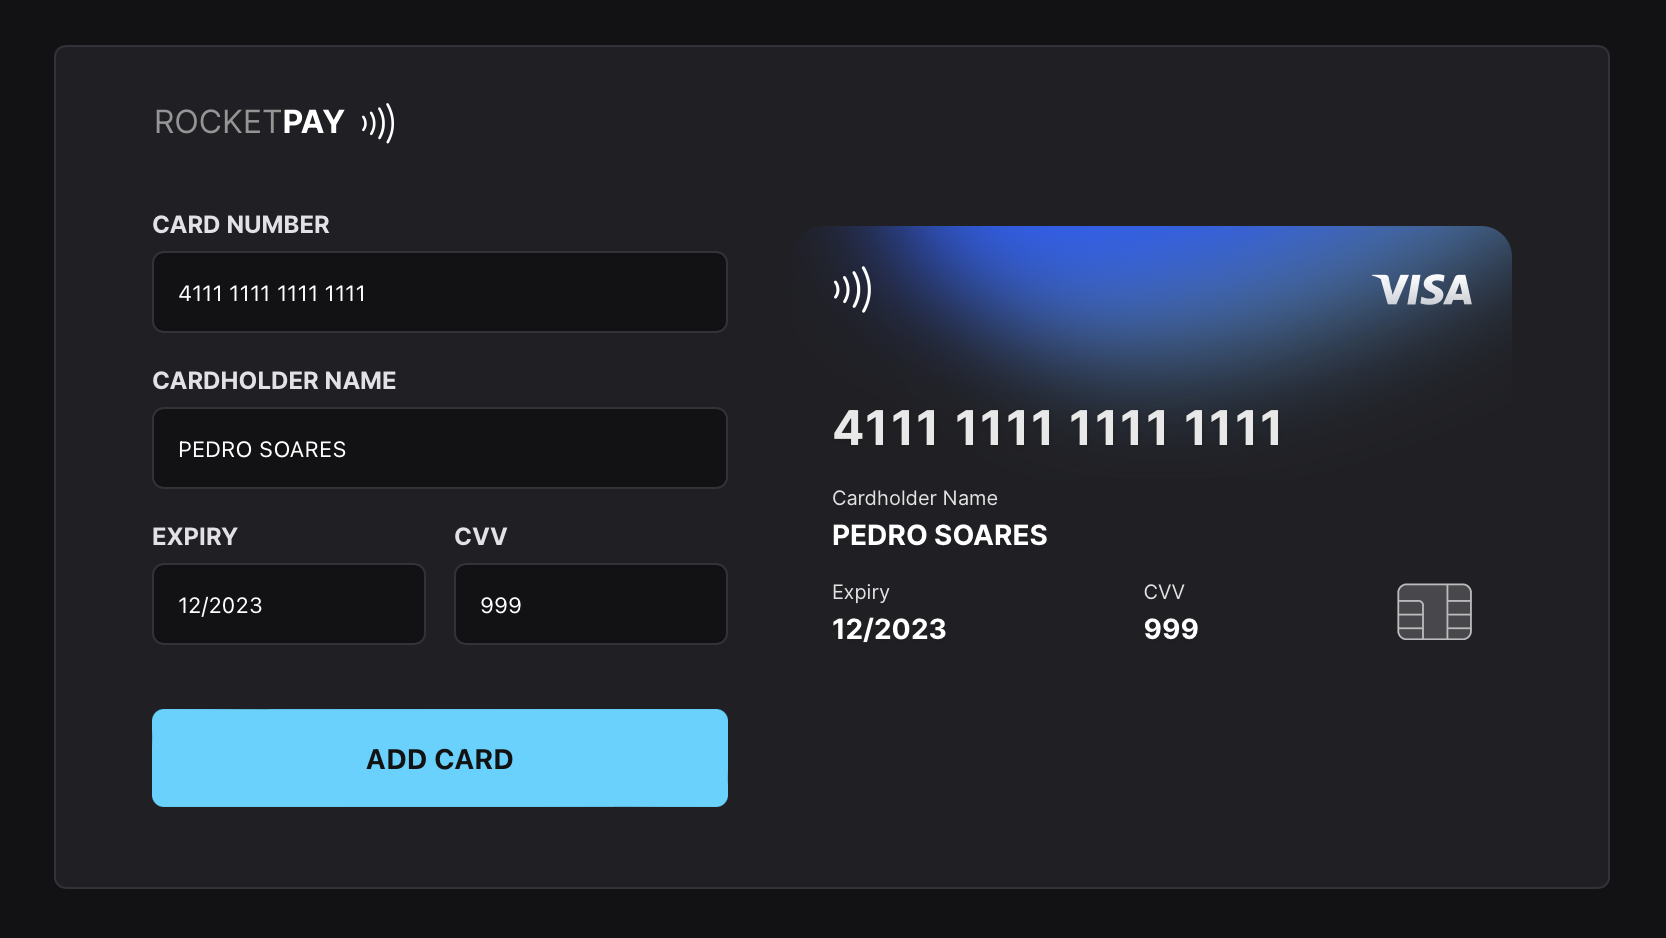 ROCKETPAY
CARD NUMBER
4111 1111 1111 1111
CARDHOLDER NAME
PEDRO SOARES
EXPIRY
CVV
12/2023
999
ADD CARD
VISA
4111 1111 1111 1111
Cardholder Name
PEDRO SOARES
Expiry
CVV
12/2023
999